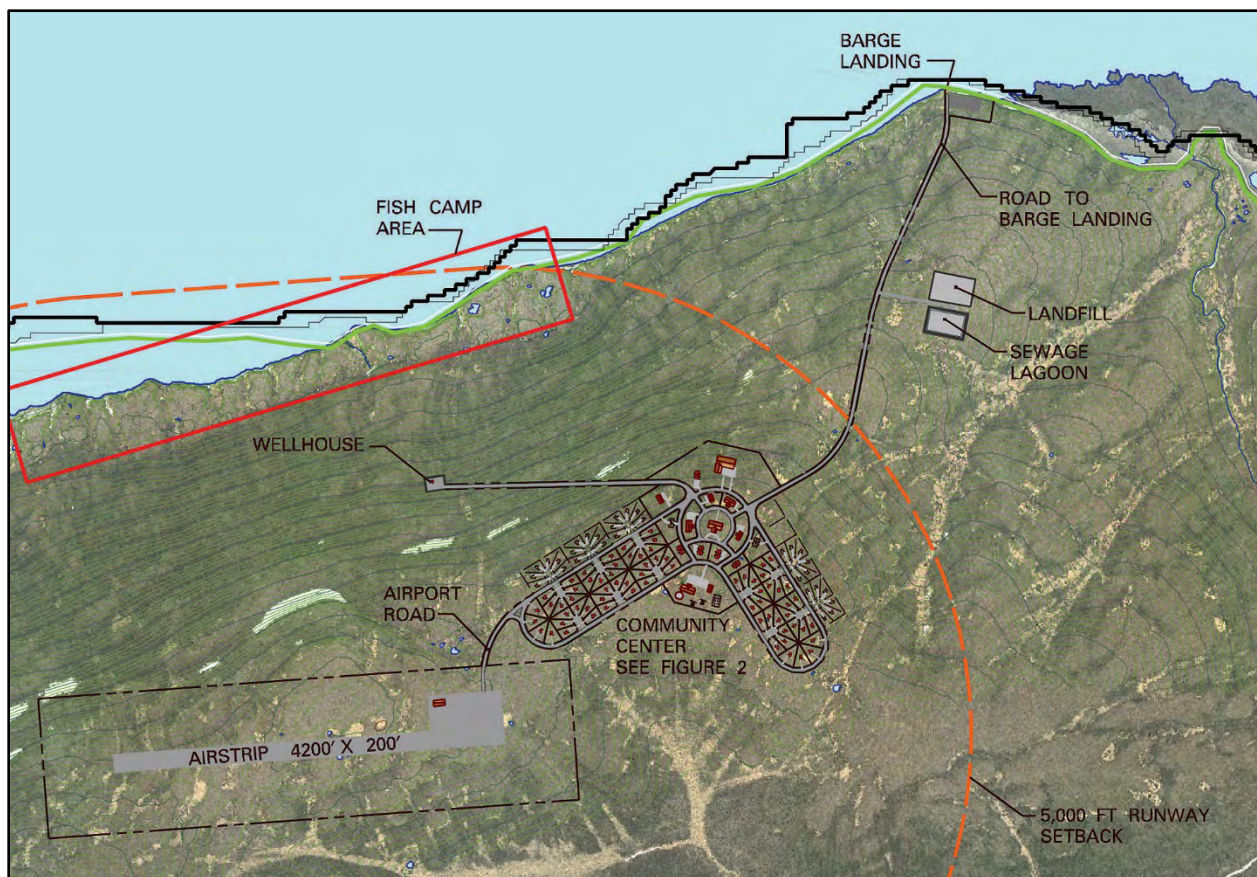 BARGE
LANDING
FISH CAMP
AREA
ROAD TO
BARGE LANDING
LANDFILL
SEWAGE
LAGOON
WELLHOUSE
AIRPORT
ROAD
COMMUNITY
CENTER
SEE FIGURE 2
AIRSTRIP 4200' X 200'
5,000 FT RUNWAY
SETBACK